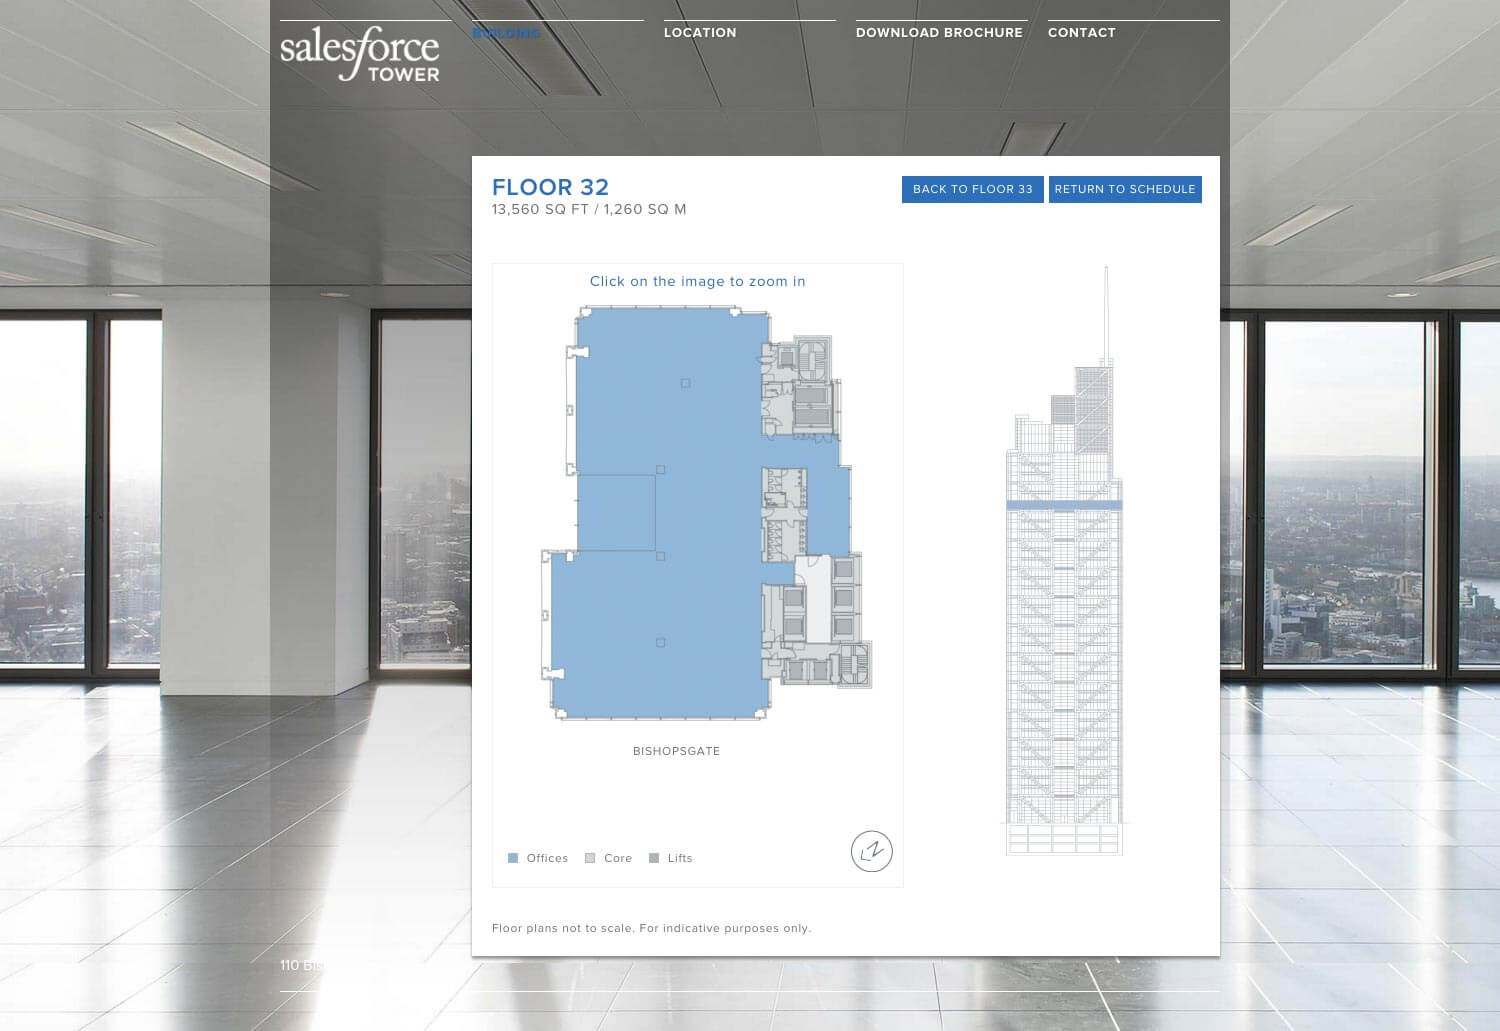 salesforce
TOWER
BUILDING
LOCATION
DOWNLOAD BROCHURE
CONTACT
FLOOR 32
13,560 SQ FT / 1,260 SQ M
BACK TO FLOOR 33
RETURN TO SCHEDULE
Click on the image to zoom in
BISHOPSGATE
Offices
Core
Lifts
N
Floor plans not to scale. For indicative purposes only.
110 Bis